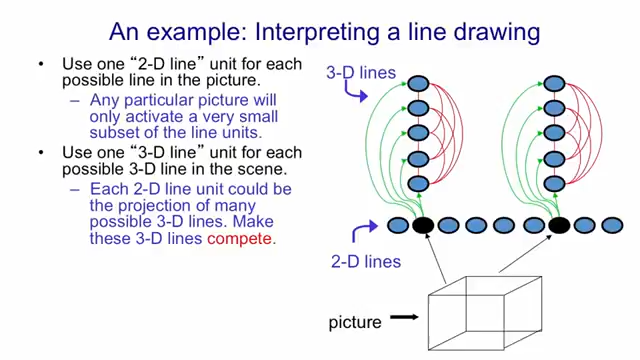 An example: Interpreting a line drawing
• Use one “2-D line” unit for each
possible line in the picture.
– Any particular picture will
only activate a very small
subset of the line units.
• Use one “3-D line” unit for each
possible 3-D line in the scene.
– Each 2-D line unit could be
the projection of many
possible 3-D lines. Make
these 3-D lines compete.
3-D lines
2-D lines
picture